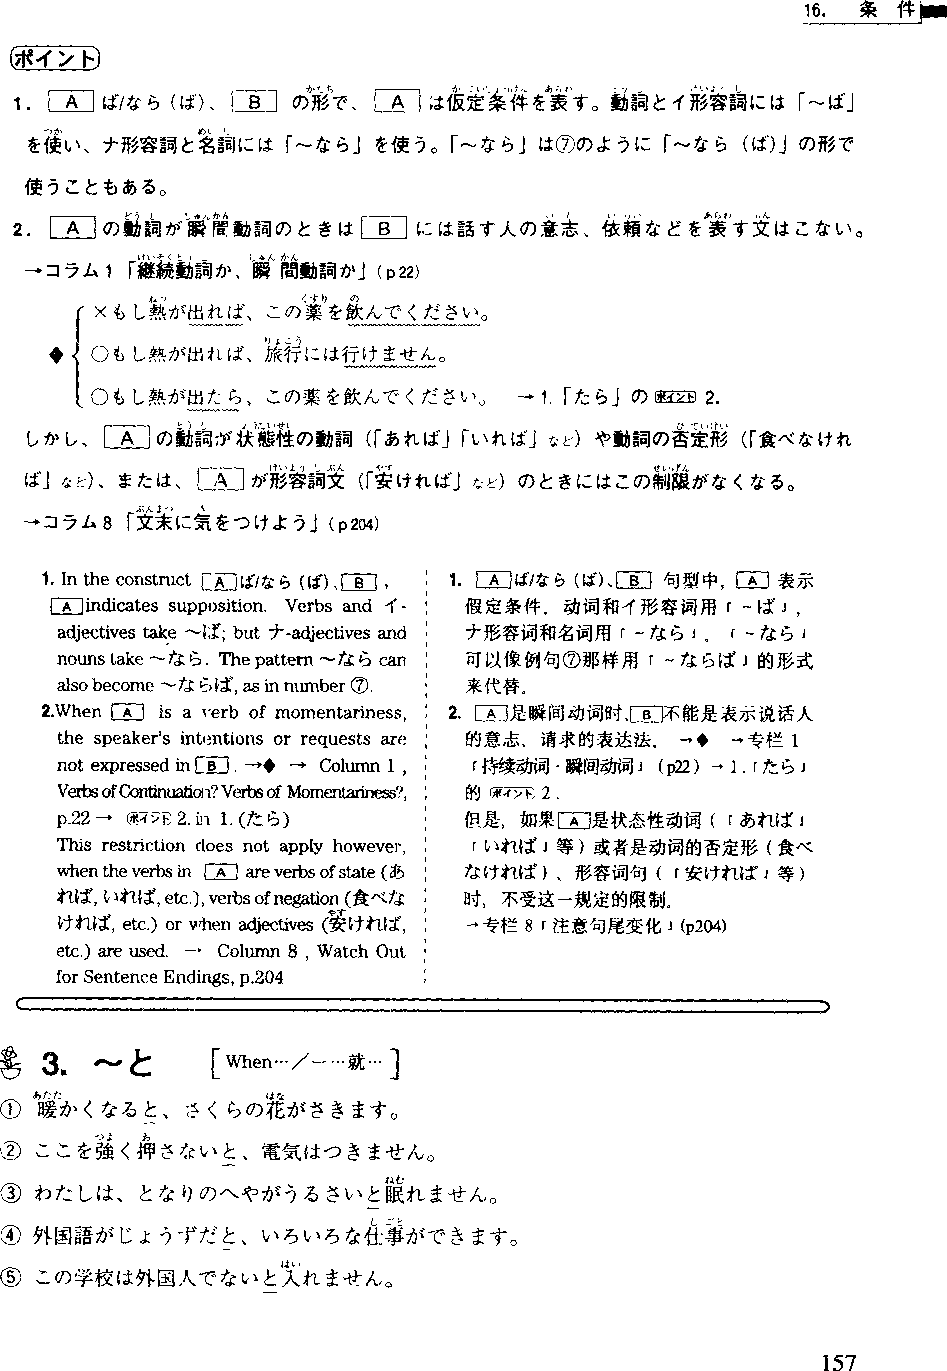 16. 条件
ポイント
1. A ば/なら(ば)、B の形で、A は仮定条件を表す。動詞とイ形容詞には「～ば」
を使い、ナ形容詞と名詞には「～なら」を使う。「～なら」は⑦のように「～なら(ば)」の形で
使うこともある。
2. A の動詞が瞬間動詞のときは B には話す人の意志、依頼などを表す文はこない。
→コラム1「継続動詞か、瞬間動詞か」(p22)
×もし熱が出れば、この薬を飲んでください。
◆ ○もし熱が出れば、旅行には行けません。
○もし熱が出たら、この薬を飲んでください。 →1.「たら」の ポイント 2.
しかし、A の動詞が状態性の動詞(「あれば」「いれば」など)や動詞の否定形(「食べなけれ
ば」など)、または、A が形容詞文(「安ければ」など)のときにはこの制限がなくなる。
→コラム8「文末に気をつけよう」(p204)
1. In the construct A ば/なら(ば)、B,
A indicates supposition. Verbs and イ-
adjectives take ～ば; but ナ-adjectives and
nouns take ～なら. The pattern ～なら can
also become ～ならば, as in number ⑦.
2.When A is a verb of momentariness,
the speaker's intentions or requests are
not expressed in B. →◆ → Column 1,
Verbs of Continuation? Verbs of Momentariness?,
p.22→ ポイント 2. in 1. (たら)
This restriction does not apply however,
when the verbs in A are verbs of state (あ
れば, いれば, etc.), verbs of negation (食べな
ければ, etc.) or when adjectives (安ければ,
etc.) are used. → Column 8, Watch Out
for Sentence Endings, p.204
1. A ば/なら(ば)、B 句型中，A 表示
假定条件．动词和イ形容词用「～ば」，
ナ形容词和名词用「～なら」。「～なら」
可以像例句⑦那样用「～ならば」的形式
来代替。
2. A 是瞬间动词时、B 不能是表示说话人
的意志、请求的表达法． →◆ →专栏 1
「持续动词·瞬间动词」(p22)→1.「たら」
的 ポイント 2．
但是，如果 A 是状态性动词(「あれば」
「いれば」等)或者是动词的否定形(食べ
なければ)、形容词句(「安ければ」等)
时，不受这一规定的限制．
→专栏 8「注意句尾变化」(p204)
3. ～と [When…／一…就…]
① 暖かくなると、さくらの花がさきます。
② ここを強く押さないと、電気はつきません。
③ わたしは、となりのへやがうるさいと眠れません。
④ 外国語がじょうずだと、いろいろな仕事ができます。
⑤ この学校は外国人でないと入れません。
157